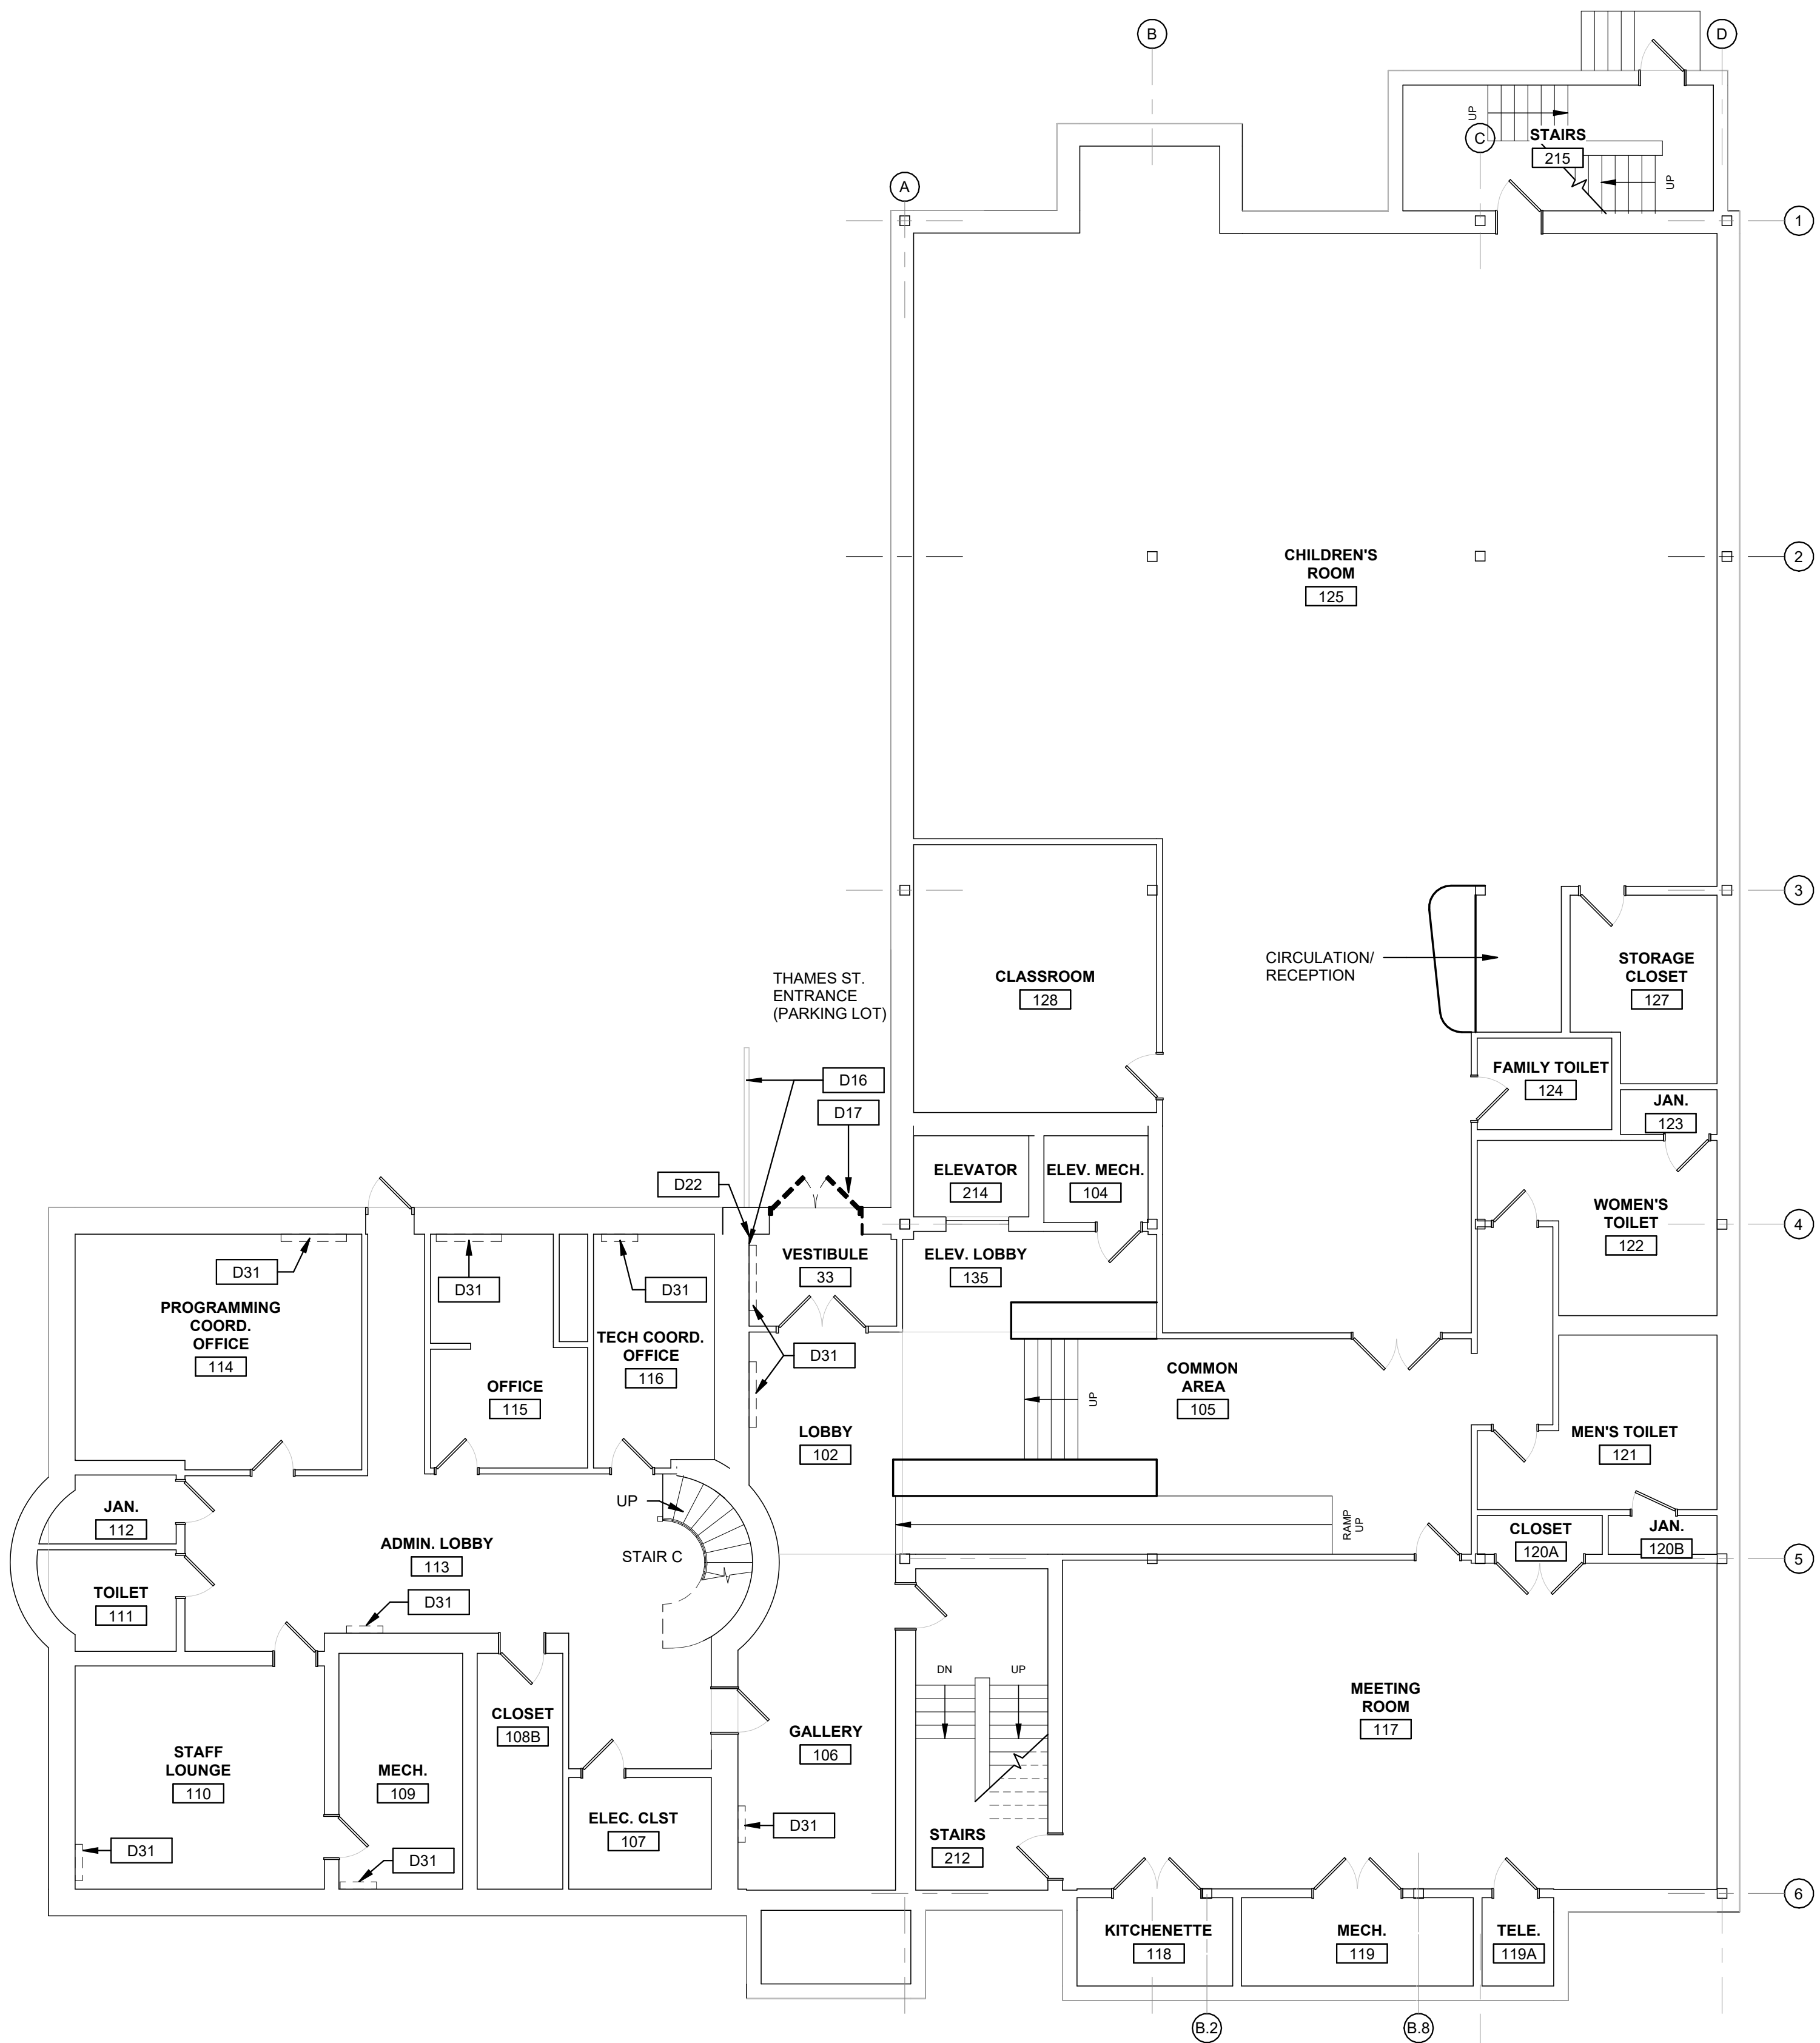 B
D
UP
C
STAIRS
215
UP
A
1
2
CHILDREN'S
ROOM
125
3
CIRCULATION/
RECEPTION
STORAGE
CLOSET
127
CLASSROOM
128
THAMES ST.
ENTRANCE
(PARKING LOT)
FAMILY TOILET
124
D16
D17
JAN.
123
D22
ELEVATOR
214
ELEV. MECH.
104
WOMEN'S
TOILET
122
4
VESTIBULE
33
ELEV. LOBBY
135
D31
D31
D31
PROGRAMMING
COORD.
OFFICE
114
TECH COORD.
OFFICE
116
D31
OFFICE
115
COMMON
AREA
105
UP
LOBBY
102
MEN'S TOILET
121
JAN.
112
UP
RAMP
UP
CLOSET
120A
JAN.
120B
ADMIN. LOBBY
113
STAIR C
5
TOILET
111
D31
DN
UP
MEETING
ROOM
117
CLOSET
108B
GALLERY
106
STAFF
LOUNGE
110
MECH.
109
ELEC. CLST
107
D31
STAIRS
212
D31
D31
6
KITCHENETTE
118
MECH.
119
TELE.
119A
B.2
B.8